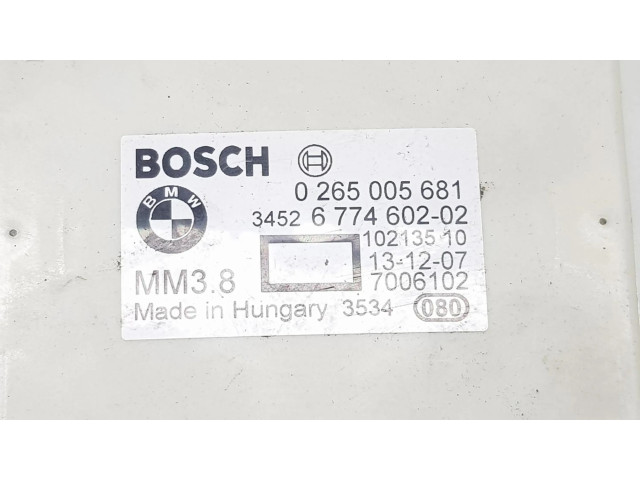 BOSCH
BMW
0 265 005 681
3452 6 774 602-02
102135 10
13-12-07
MM3.8 7006102
Made in Hungary 3534 080